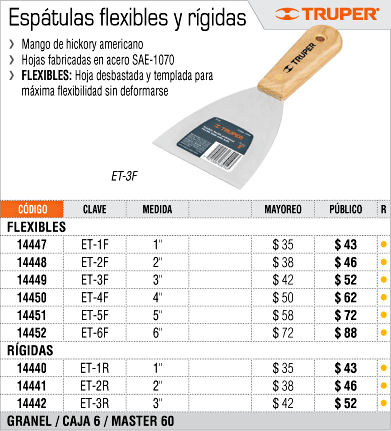 Espátulas flexibles y rígidas
TRUPER®
Mango de hickory americano
Hojas fabricadas en acero SAE-1070
FLEXIBLES: Hoja desbastada y templada para
máxima flexibilidad sin deformarse
TRUPER
ET-3F
CÓDIGO CLAVE MEDIDA MAYOREO PÚBLICO R
FLEXIBLES
14447 ET-1F 1" $ 35 $ 43
14448 ET-2F 2" $ 38 $ 46
14449 ET-3F 3" $ 42 $ 52
14450 ET-4F 4" $ 50 $ 62
14451 ET-5F 5" $ 58 $ 72
14452 ET-6F 6" $ 72 $ 88
RÍGIDAS
14440 ET-1R 1" $ 35 $ 43
14441 ET-2R 2" $ 38 $ 46
14442 ET-3R 3" $ 42 $ 52
GRANEL / CAJA 6 / MASTER 60